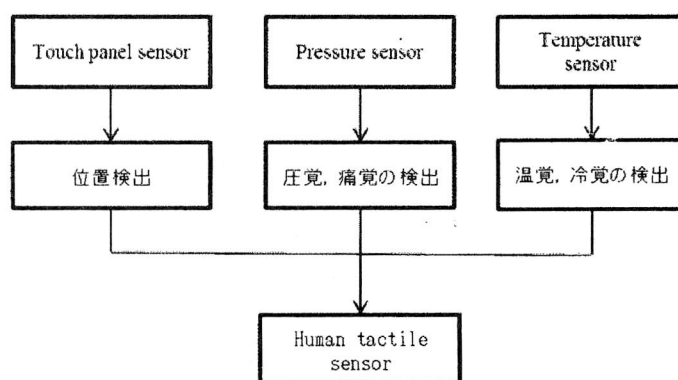 Touch panel sensor
Pressure sensor
Temperature
sensor
位置検出
圧覚, 痛覚の検出
温覚, 冷覚の検出
Human tactile
sensor